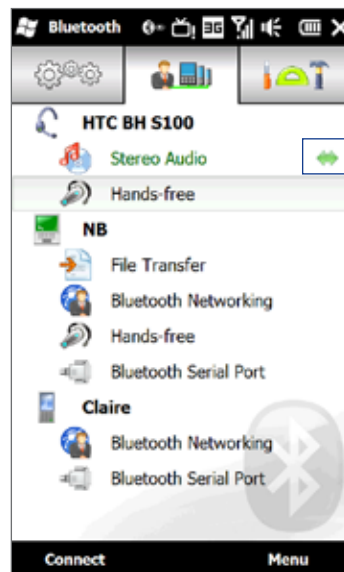 Bluetooth 3G
HTC BH S100
Stereo Audio
Hands-free
NB
File Transfer
Bluetooth Networking
Hands-free
Bluetooth Serial Port
Claire
Bluetooth Networking
Bluetooth Serial Port
Connect Menu